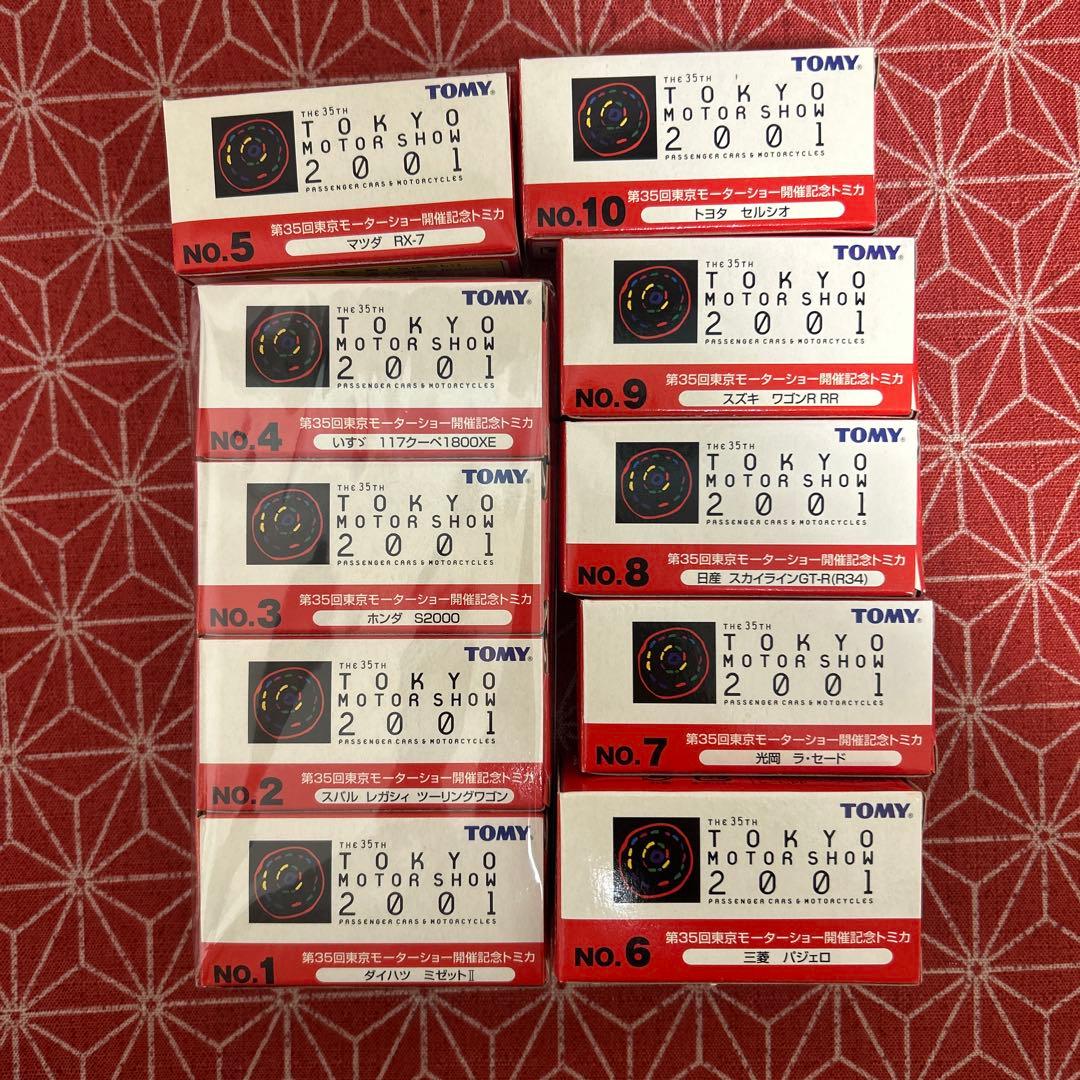 TOMY
THE 35TH
TOKYO
MOTOR SHOW
2001
PASSENGER CARS & MOTORCYCLES
第35回東京モーターショー開催記念トミカ
NO.5
マツダ RX-7
TOMY
THE 35TH
TOKYO
MOTOR SHOW
2001
PASSENGER CARS & MOTORCYCLES
第35回東京モーターショー開催記念トミカ
NO.4
いすゞ 117クーペ1800XE
TOMY
THE 35TH
TOKYO
MOTOR SHOW
2001
PASSENGER CARS & MOTORCYCLES
第35回東京モーターショー開催記念トミカ
NO.3
ホンダ S2000
TOMY
THE 35TH
TOKYO
MOTOR SHOW
2001
PASSENGER CARS & MOTORCYCLES
第35回東京モーターショー開催記念トミカ
NO.2
スバル レガシィ ツーリングワゴン
TOMY
THE 35TH
TOKYO
MOTOR SHOW
2001
PASSENGER CARS & MOTORCYCLES
第35回東京モーターショー開催記念トミカ
NO.1
ダイハツ ミゼットⅡ
TOMY
THE 35TH
TOKYO
MOTOR SHOW
2001
PASSENGER CARS & MOTORCYCLES
第35回東京モーターショー開催記念トミカ
NO.10
トヨタ セルシオ
TOMY
THE 35TH
TOKYO
MOTOR SHOW
2001
PASSENGER CARS & MOTORCYCLES
第35回東京モーターショー開催記念トミカ
NO.9
スズキ ワゴンR RR
TOMY
THE 35TH
TOKYO
MOTOR SHOW
2001
PASSENGER CARS & MOTORCYCLES
第35回東京モーターショー開催記念トミカ
NO.8
日産 スカイラインGT-R(R34)
TOMY
THE 35TH
TOKYO
MOTOR SHOW
2001
PASSENGER CARS & MOTORCYCLES
第35回東京モーターショー開催記念トミカ
NO.7
光岡 ラ・セード
TOMY
THE 35TH
TOKYO
MOTOR SHOW
2001
PASSENGER CARS & MOTORCYCLES
第35回東京モーターショー開催記念トミカ
NO.6
三菱 パジェロ